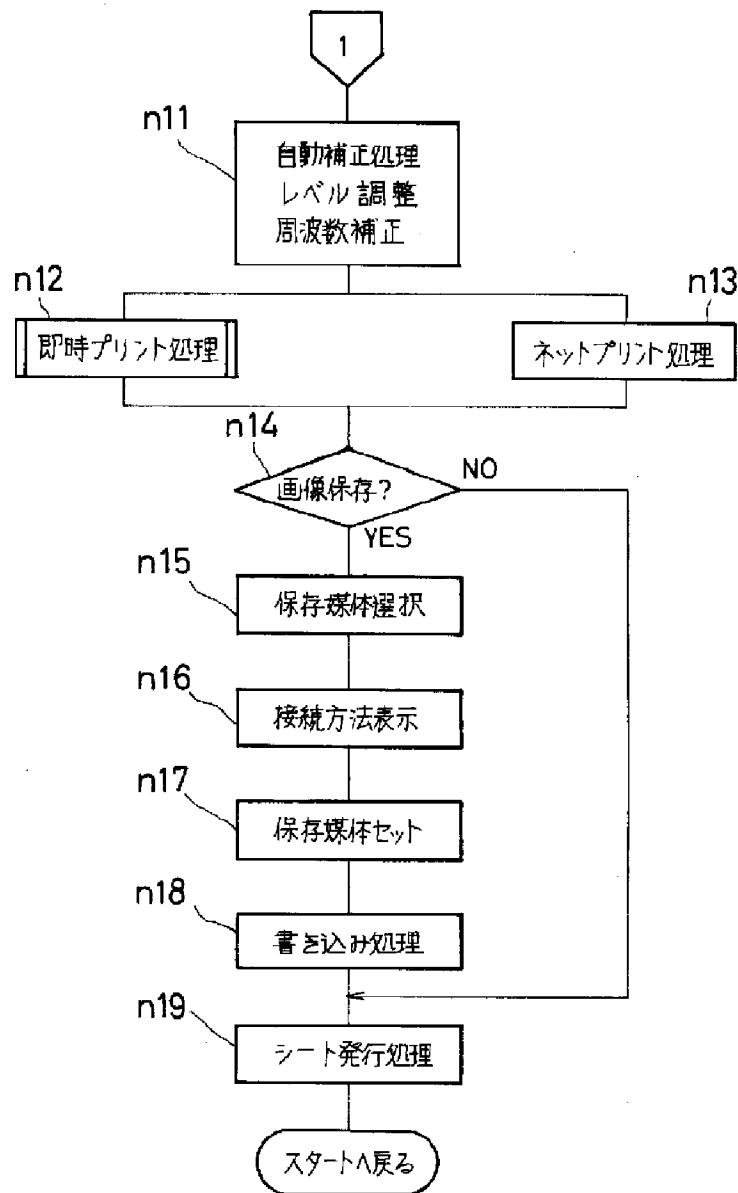 1
n11
自動補正処理
レベル調整
周波数補正
n12
即時プリント処理
n13
ネットプリント処理
n14
画像保存?
NO
YES
n15
保存媒体選択
n16
接続方法表示
n17
保存媒体セット
n18
書き込み処理
n19
シート発行処理
スタートへ戻る